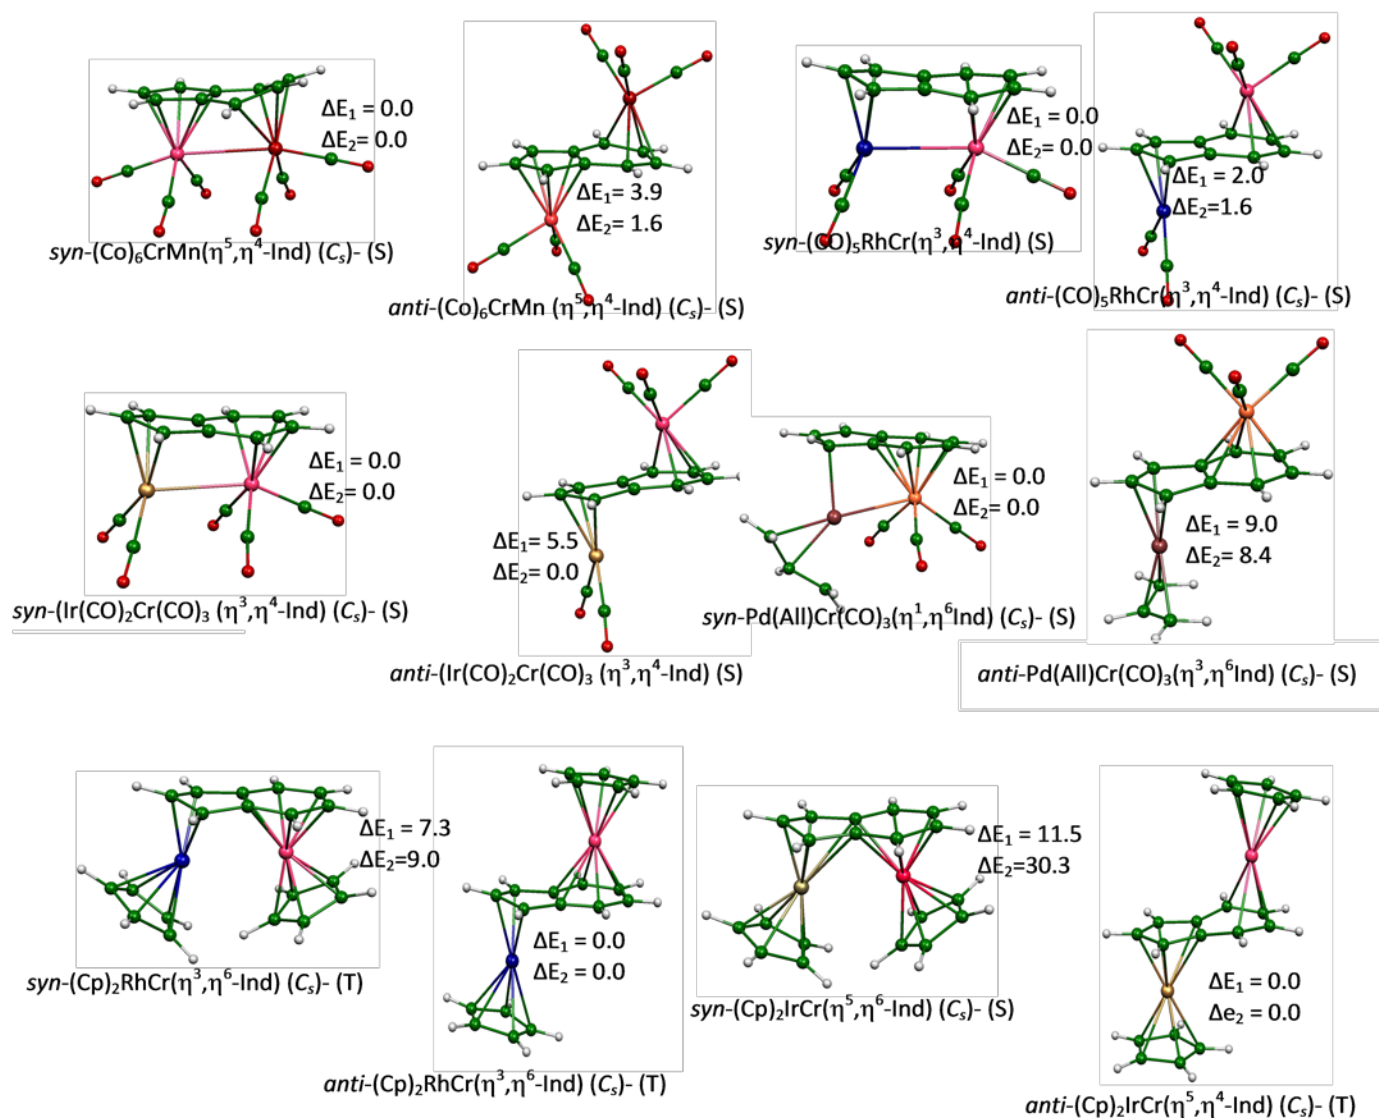 ΔE₁ = 0.0
ΔE₂ = 0.0
syn-(Co)₆CrMn(η⁵,η⁴-Ind) (Cₛ)- (S)
ΔE₁= 3.9
ΔE₂= 1.6
anti-(Co)₆CrMn (η⁵,η⁴-Ind) (Cₛ)- (S)
ΔE₁ = 0.0
ΔE₂= 0.0
syn-(CO)₅RhCr(η³,η⁴-Ind) (S)
ΔE₁ = 2.0
ΔE₂=1.6
anti-(CO)₅RhCr(η³,η⁴-Ind) (Cₛ)- (S)
ΔE₁ = 0.0
ΔE₂ = 0.0
syn-(Ir(CO)₂Cr(CO)₃ (η³,η⁴-Ind) (Cₛ)- (S)
ΔE₁= 5.5
ΔE₂ = 0.0
anti-(Ir(CO)₂Cr(CO)₃ (η³,η⁴-Ind) (S)
ΔE₁ = 0.0
ΔE₂ = 0.0
syn-Pd(All)Cr(CO)₃(η¹,η⁶Ind) (Cₛ)- (S)
ΔE₁ = 9.0
ΔE₂= 8.4
anti-Pd(All)Cr(CO)₃(η³,η⁶Ind) (Cₛ)- (S)
ΔE₁ = 7.3
ΔE₂=9.0
syn-(Cp)₂RhCr(η³,η⁶-Ind) (Cₛ)- (T)
ΔE₁ = 0.0
ΔE₂ = 0.0
anti-(Cp)₂RhCr(η³,η⁶-Ind) (Cₛ)- (T)
ΔE₁ = 11.5
ΔE₂=30.3
syn-(Cp)₂IrCr(η⁵,η⁶-Ind) (Cₛ)- (S)
ΔE₁ = 0.0
Δe₂ = 0.0
anti-(Cp)₂IrCr(η⁵,η⁴-Ind) (Cₛ)- (T)